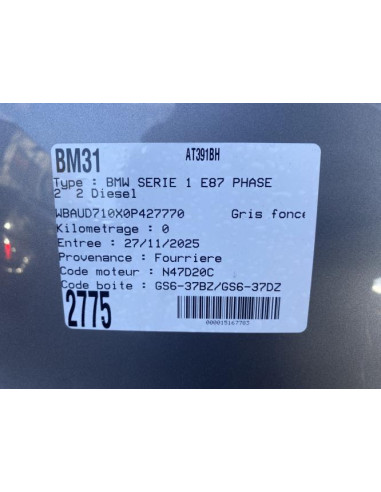 BM31 AT391BH
Type : BMW SERIE 1 E87 PHASE
2 2 Diesel
WBAUD710X0P427770 Gris fonce
Kilometrage : 0
Entree : 27/11/2025
Provenance : Fourriere
Code moteur : N47D20C
Code boite : GS6-37BZ/GS6-37DZ
2775
000015167785